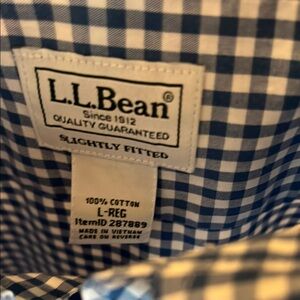 L.L.Bean®
Since 1912
QUALITY GUARANTEED
SLIGHTLY FITTED
100% COTTON
L-REG
ItemID 287889
MADE IN VIETNAM
CARE ON REVERSE